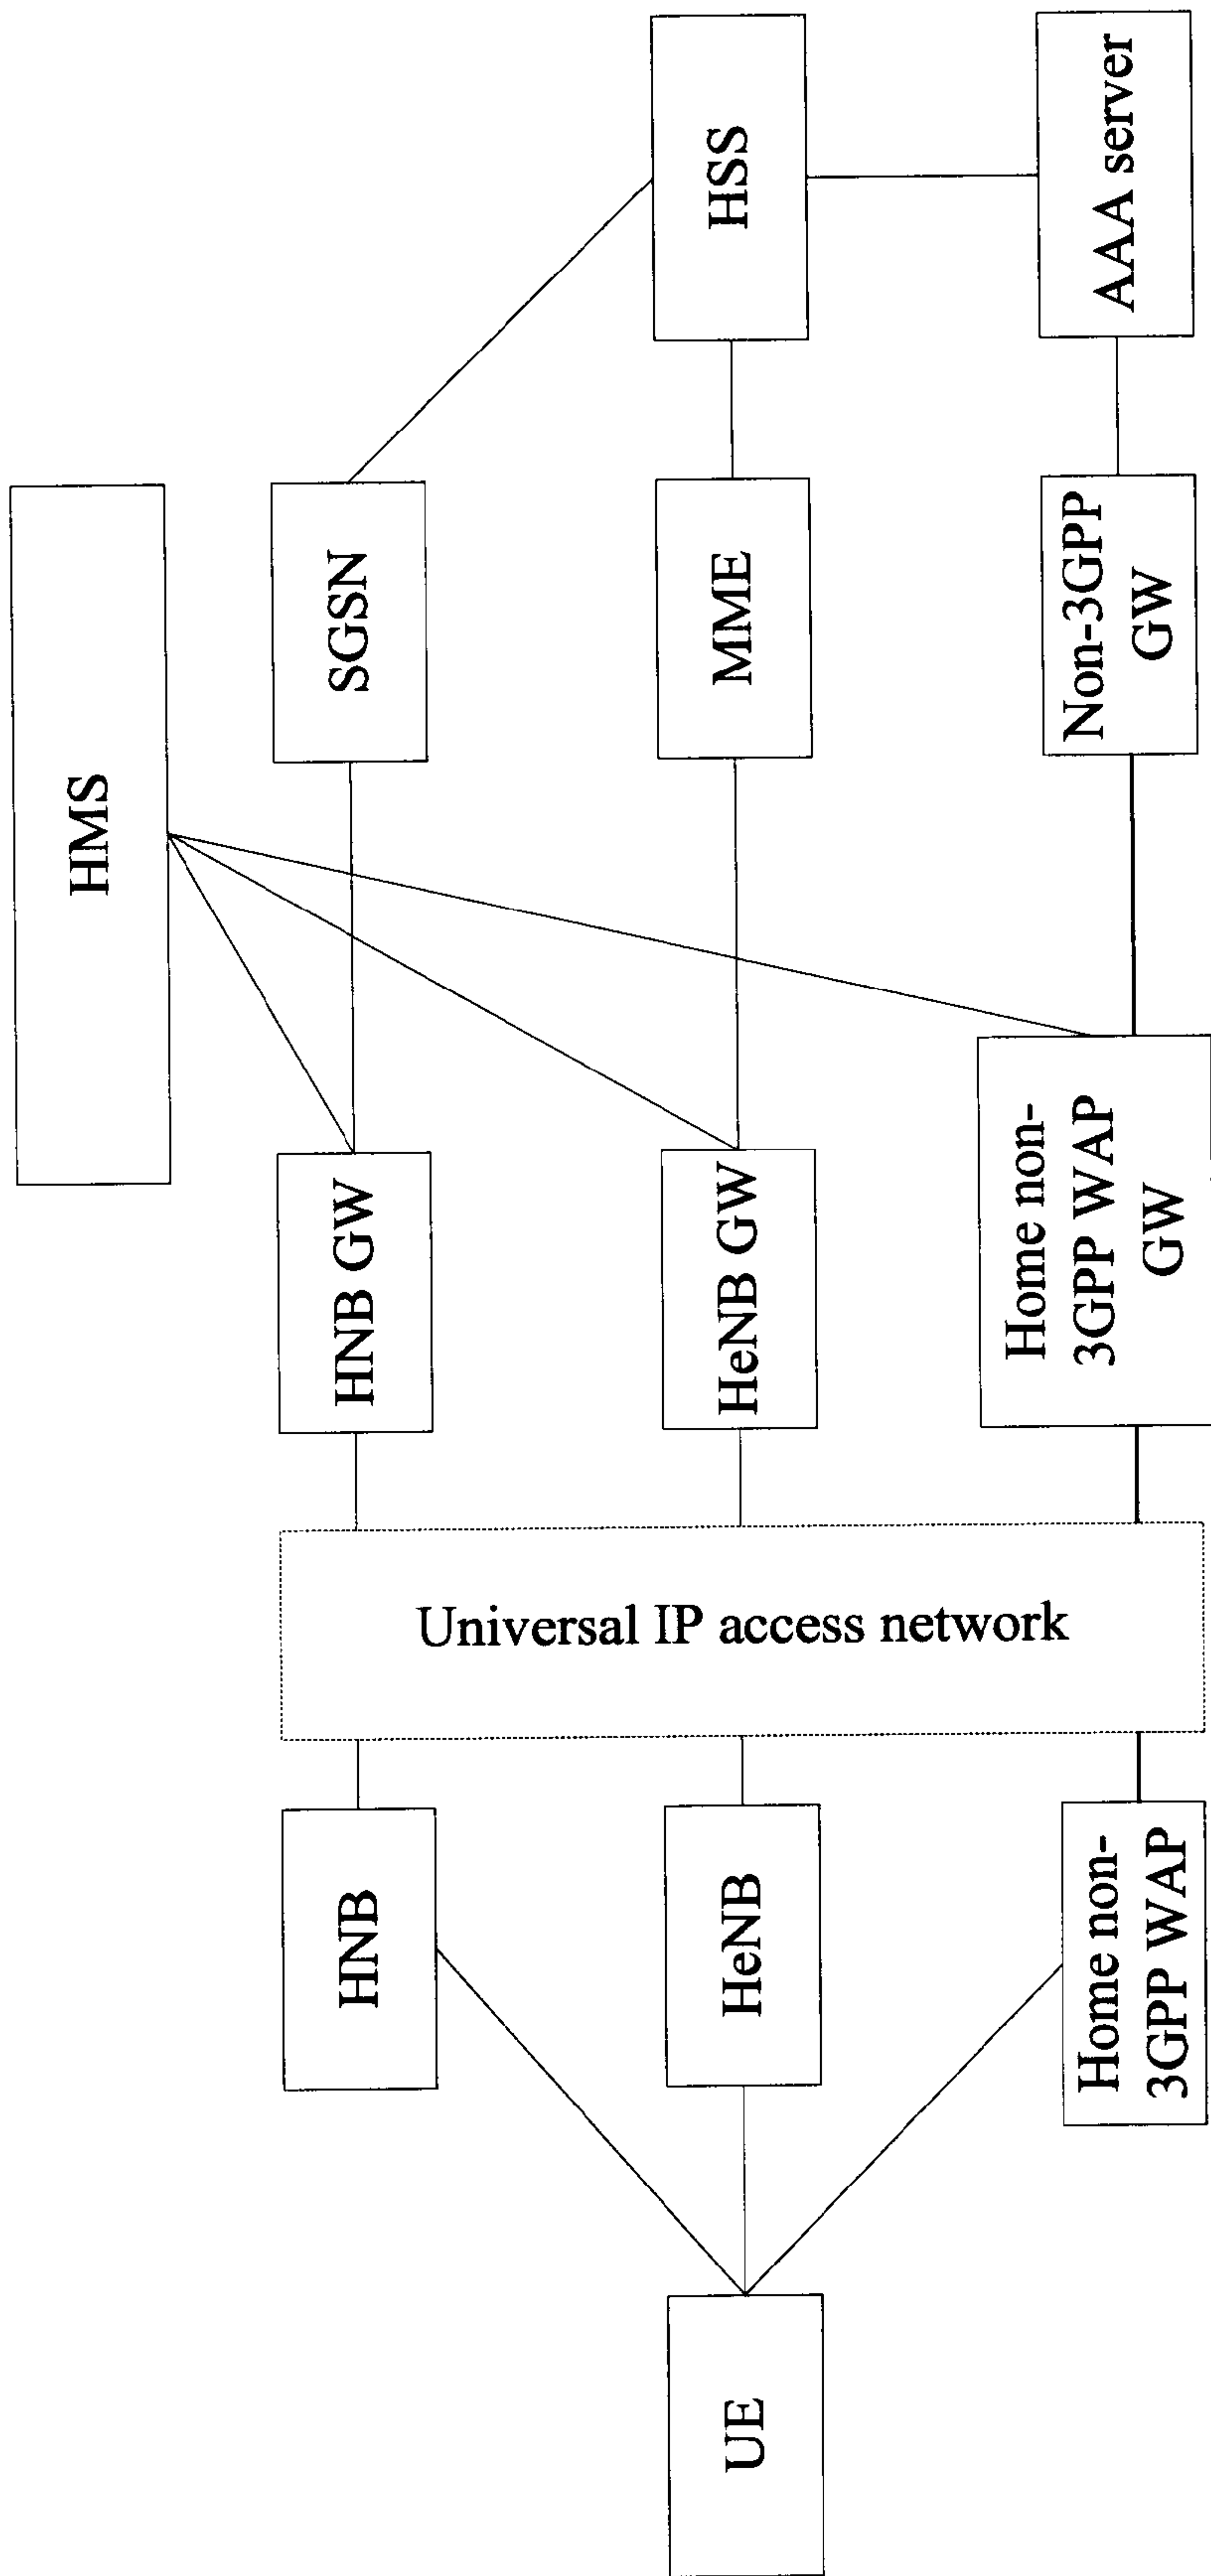 HMS
SGSN
HSS
HNB GW
HNB
MME
HeNB GW
HeNB
UE
Universal IP access network
AAA server
Non-3GPP
GW
Home non-
3GPP WAP
GW
Home non-
3GPP WAP